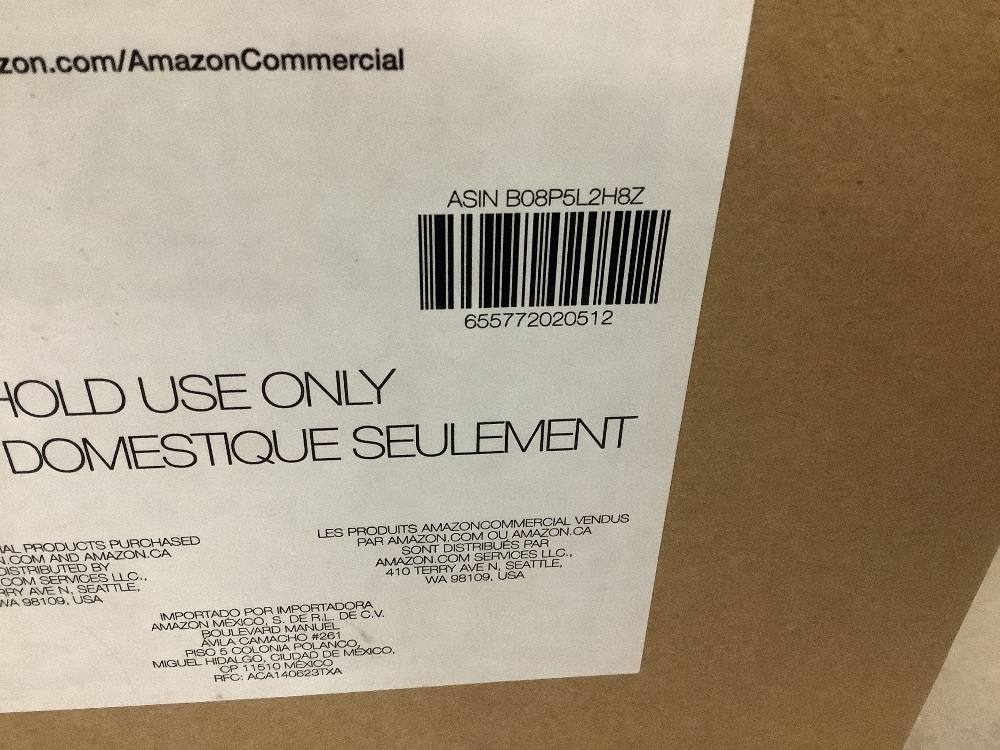 zon.com/AmazonCommercial
ASIN B08P5L2H8Z
655772020512
HOLD USE ONLY
DOMESTIQUE SEULEMENT
IAL PRODUCTS PURCHASED
N.COM AND AMAZON.CA
DISTRIBUTED BY
.COM SERVICES LLC.,
RRY AVE N, SEATTLE,
WA 98109, USA
LES PRODUITS AMAZONCOMMERCIAL VENDUS
PAR AMAZON.COM OU AMAZON.CA
SONT DISTRIBUÉS PAR
AMAZON.COM SERVICES LLC.,
410 TERRY AVE N, SEATTLE,
WA 98109, USA
IMPORTADO POR IMPORTADORA
AMAZON MÉXICO, S. DE R.L. DE C.V.
BOULEVARD MANUEL
ÁVILA CAMACHO #261
PISO 5 COLONIA POLANCO,
MIGUEL HIDALGO, CIUDAD DE MÉXICO,
CP 11510 MÉXICO
RFC: ACA140623TXA